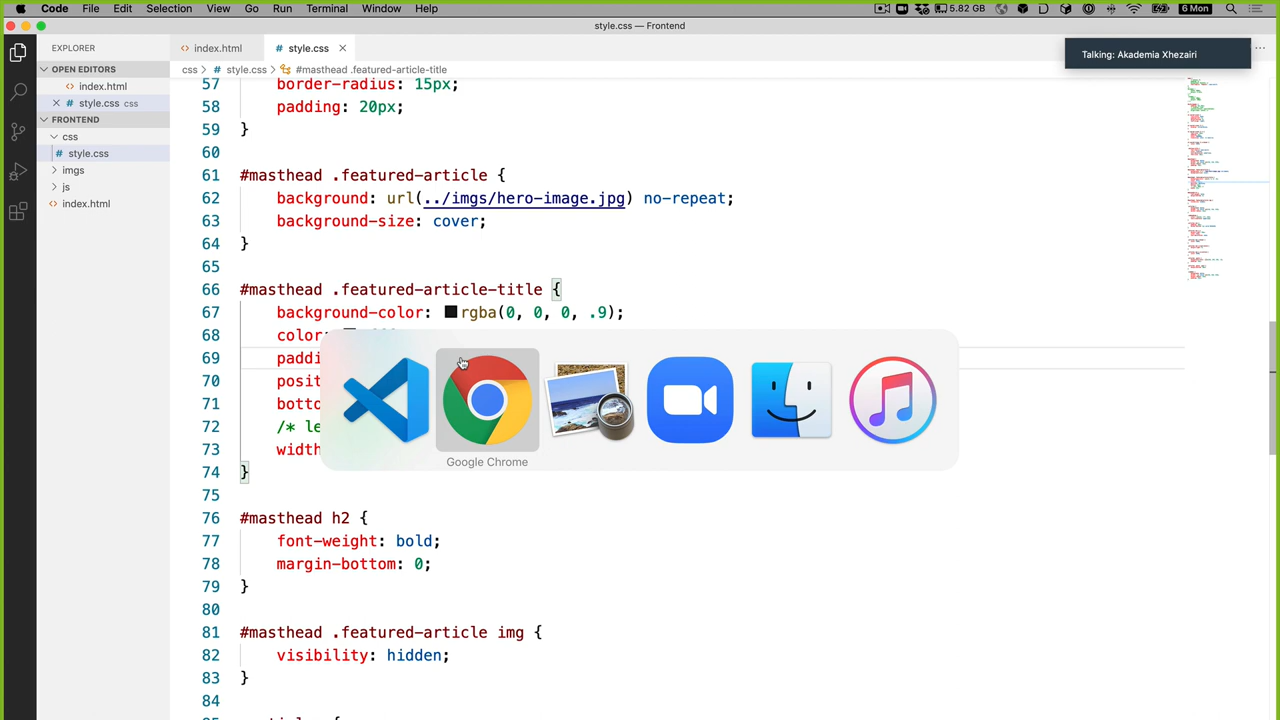 Code File Edit Selection View Go Run Terminal Window Help 5.82 GB 6 Mon
style.css — Frontend
EXPLORER
index.html style.css
Talking: Akademia Xhezairi
OPEN EDITORS
css > style.css > #masthead .featured-article-title
index.html
style.css css
FRONTEND
css
style.css
imgs
js
index.html
57 border-radius: 15px;
58 padding: 20px;
59 }
60
61 #masthead .featured-article {
62 background: url(../imgs/hero-image.jpg) no-repeat;
63 background-size: cover;
64 }
65
66 #masthead .featured-article-title {
67 background-color: rgba(0, 0, 0, .9);
68 color:
69 paddi
70 posit
71 botto
72 /* le
73 width
74 }
75
76 #masthead h2 {
77 font-weight: bold;
78 margin-bottom: 0;
79 }
80
81 #masthead .featured-article img {
82 visibility: hidden;
83 }
84
Google Chrome